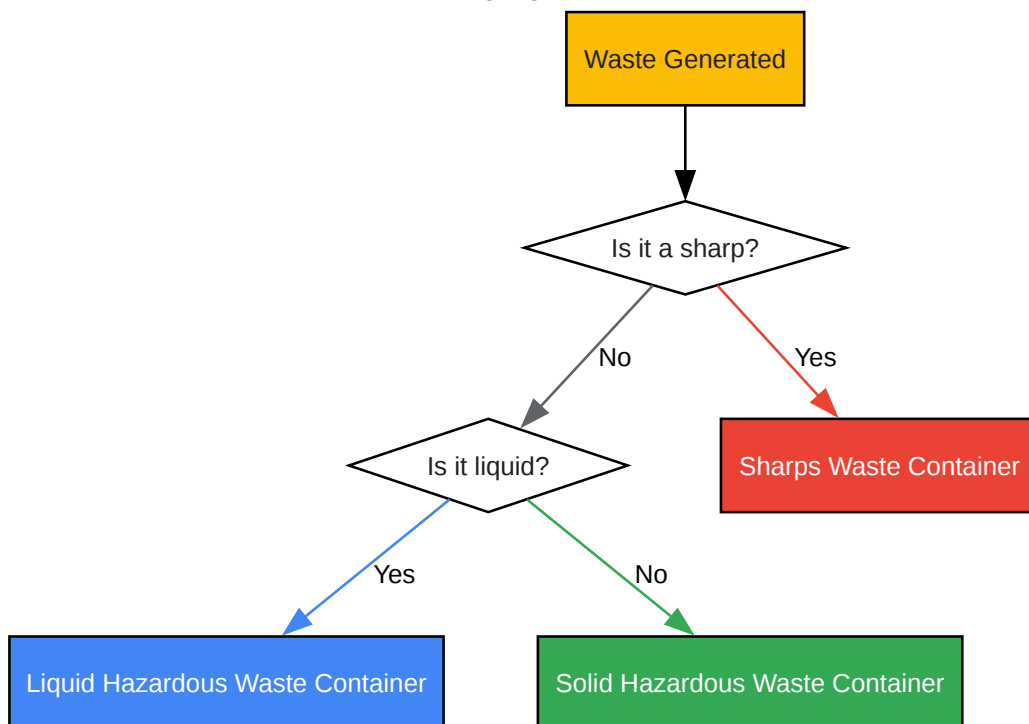 Waste Generated
Is it a sharp?
No
Yes
Is it liquid?
Sharps Waste Container
Yes
No
Liquid Hazardous Waste Container
Solid Hazardous Waste Container